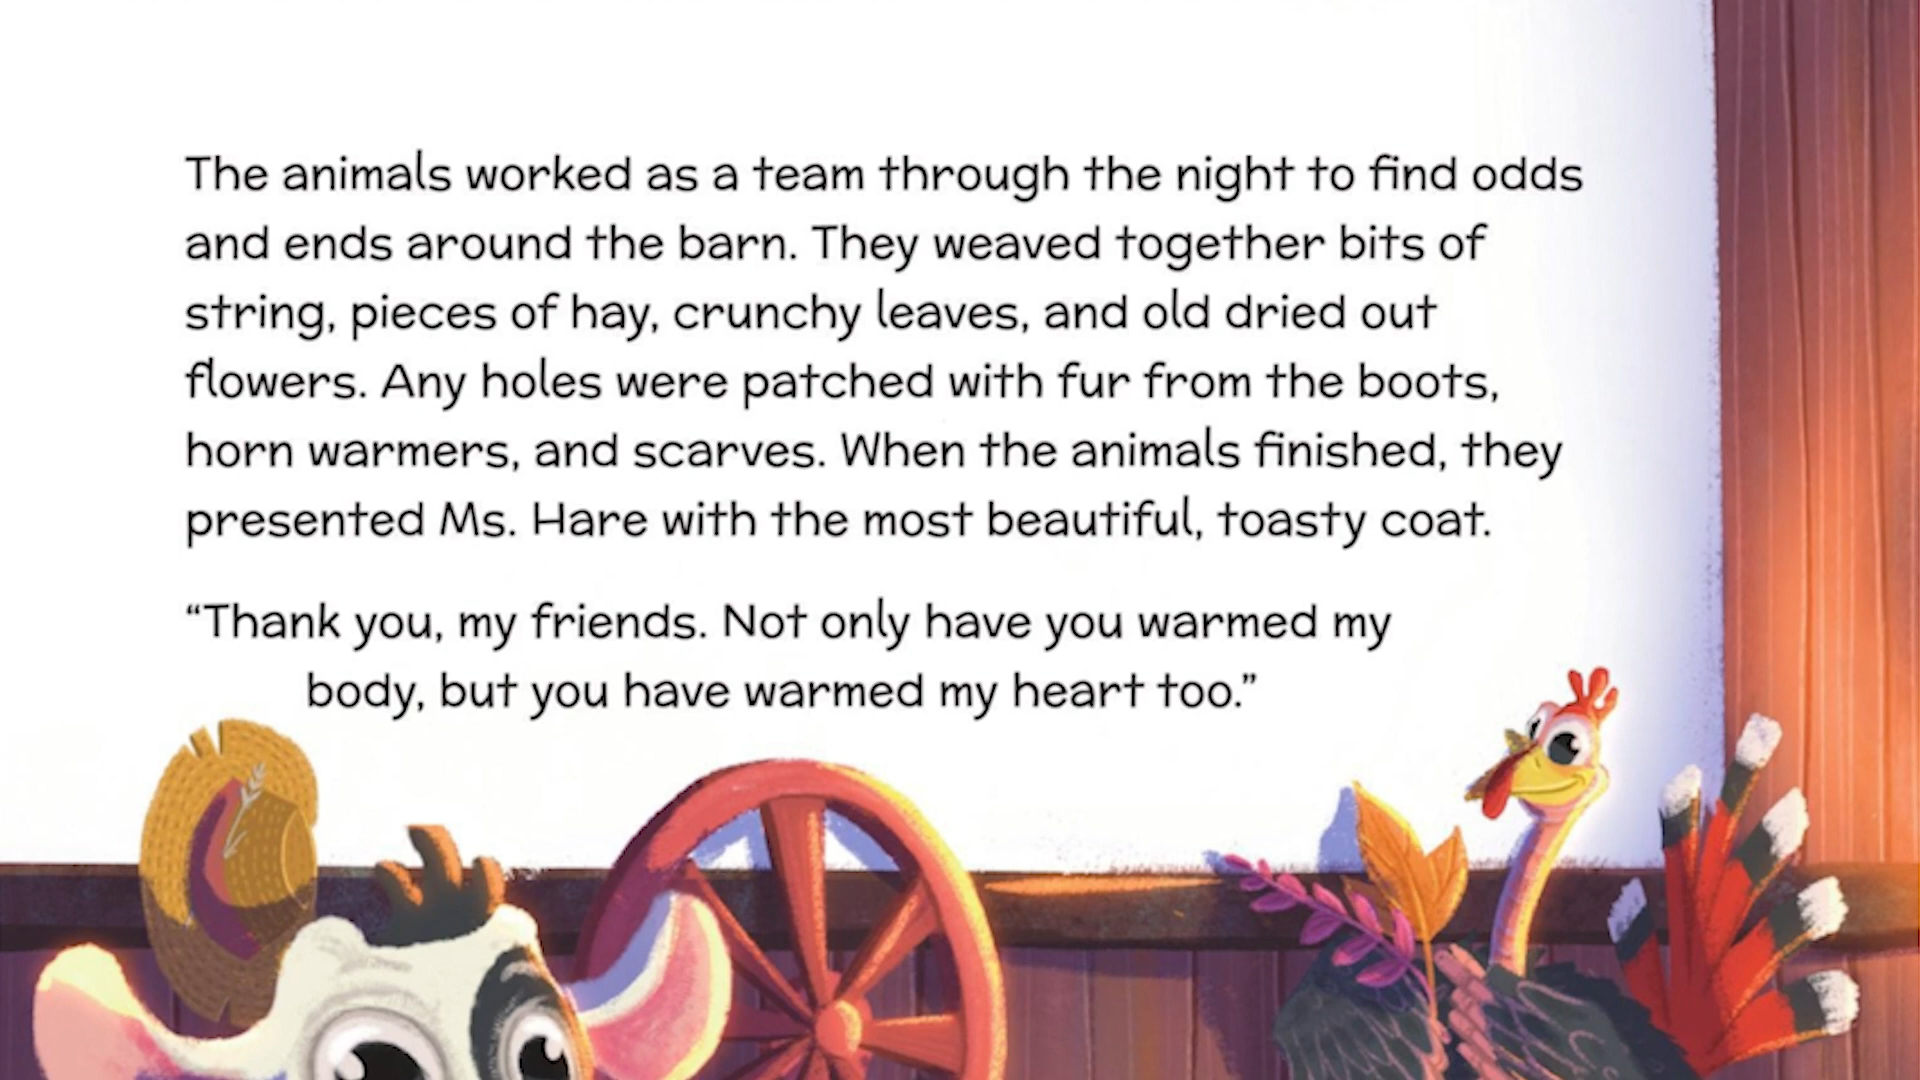 The animals worked as a team through the night to find odds
and ends around the barn. They weaved together bits of
string, pieces of hay, crunchy leaves, and old dried out
flowers. Any holes were patched with fur from the boots,
horn warmers, and scarves. When the animals finished, they
presented Ms. Hare with the most beautiful, toasty coat.
“Thank you, my friends. Not only have you warmed my
body, but you have warmed my heart too.”